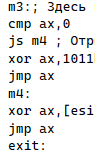 m3:; Здесь
cmp ax,0
js m4 ; Отр
xor ax,1011
jmp ax
m4:
xor ax,[esi
jmp ax
exit: